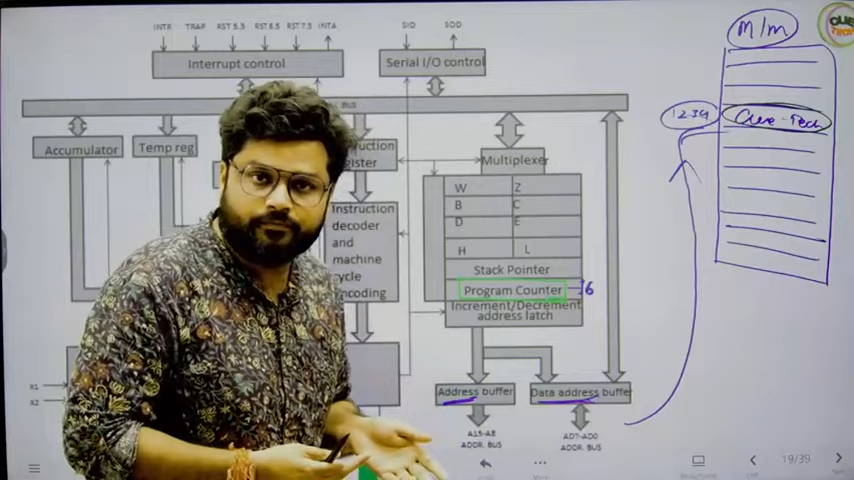 INTR TRAP RST 5.5 RST 6.5 RST 7.5 INTA
SID SOD
M/m
CUE
TECH
Interrupt control
Serial I/O control
BUS
1234
Cue-Tech
Accumulator
Temp reg
Multiplexer
W Z
B C
D E
H L
Instruction
decoder
and
machine
cycle
encoding
Stack Pointer
Program Counter
16
Increment/Decrement
address latch
X1
X2
Address buffer
Data address buffer
A15-A8
ADDR. BUS
AD7-AD0
ADDR. BUS
19/39